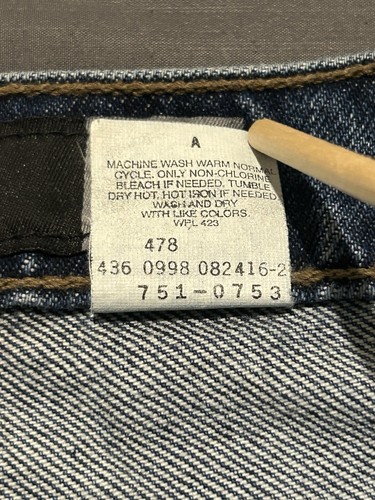 A
MACHINE WASH WARM NORMAL
CYCLE. ONLY NON-CHLORINE
BLEACH IF NEEDED. TUMBLE
DRY HOT. HOT IRON IF NEEDED.
WASH AND DRY
WITH LIKE COLORS.
WPL 423
478
436 0998 082416-2
751-0753